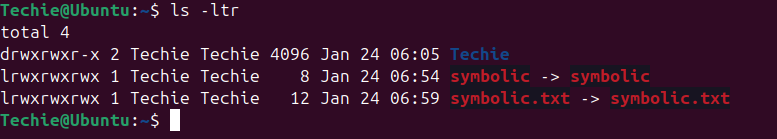 Techie@Ubuntu:~$ ls -ltr
total 4
drwxrwxr-x 2 Techie Techie 4096 Jan 24 06:05 Techie
lrwxrwxrwx 1 Techie Techie    8 Jan 24 06:54 symbolic -> symbolic
lrwxrwxrwx 1 Techie Techie   12 Jan 24 06:59 symbolic.txt -> symbolic.txt
Techie@Ubuntu:~$